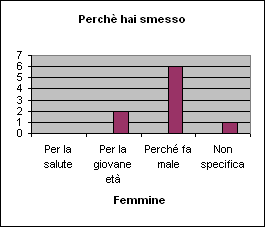 Perchè hai smesso
7
6
5
4
3
2
1
0
Per la salute
Per la giovane età
Perché fa male
Non specifica
Femmine